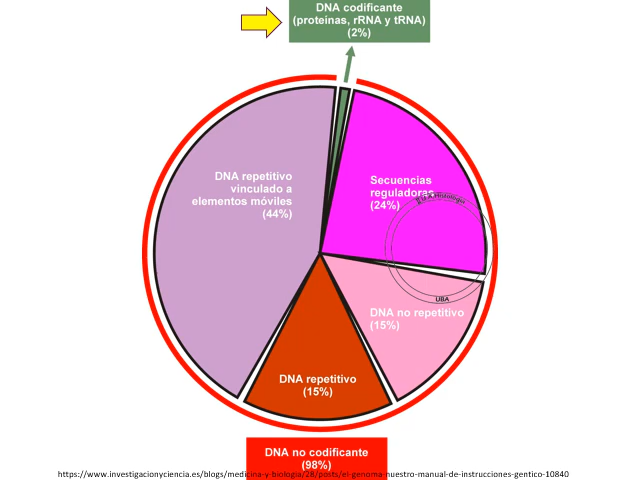 DNA codificante
(proteínas, rRNA y tRNA)
(2%)
DNA repetitivo
vinculado a
elementos móviles
(44%)
Secuencias
reguladoras
(24%)
Histología
UBA
DNA no repetitivo
(15%)
DNA repetitivo
(15%)
DNA no codificante
(98%)
https://www.investigacionyciencia.es/blogs/medicina-y-biologia/28/posts/el-genoma-nuestro-manual-de-instrucciones-gentico-10840